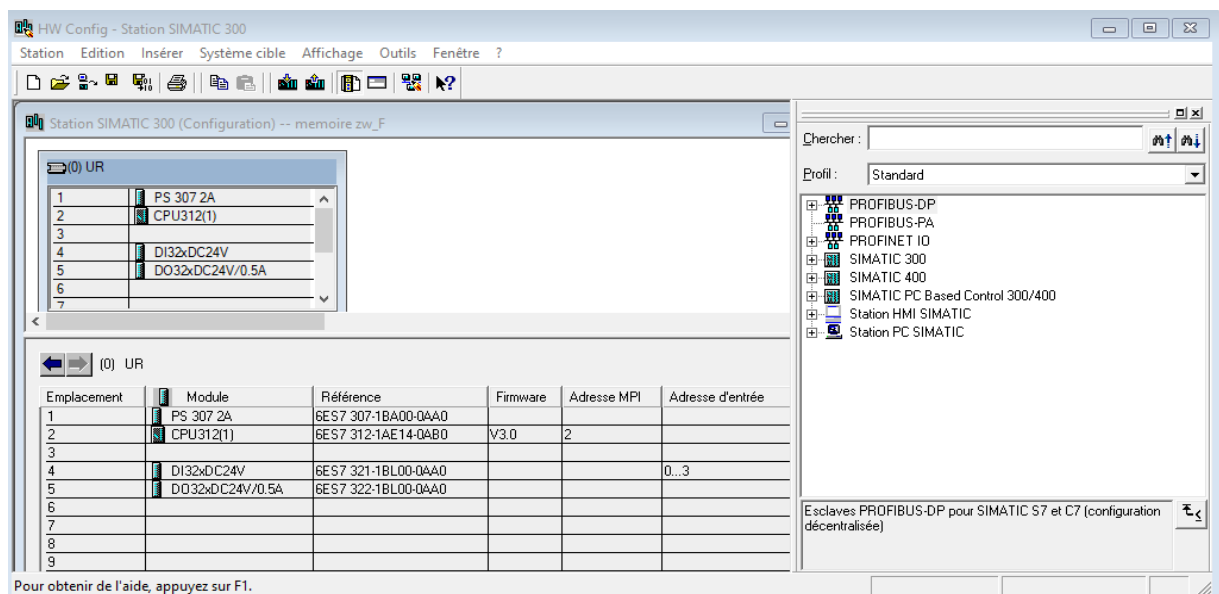 HW Config - Station SIMATIC 300
Station Edition Insérer Système cible Affichage Outils Fenêtre ?
Station SIMATIC 300 (Configuration) -- memoire zw_F
(0) UR
1 PS 307 2A
2 CPU312(1)
3
4 DI32xDC24V
5 DO32xDC24V/0.5A
6
7
(0) UR
Emplacement Module Référence Firmware Adresse MPI Adresse d'entrée
1 PS 307 2A 6ES7 307-1BA00-0AA0
2 CPU312(1) 6ES7 312-1AE14-0AB0 V3.0 2
3
4 DI32xDC24V 6ES7 321-1BL00-0AA0 0...3
5 DO32xDC24V/0.5A 6ES7 322-1BL00-0AA0
6
7
8
9
Chercher :
Profil : Standard
PROFIBUS-DP
PROFIBUS-PA
PROFINET IO
SIMATIC 300
SIMATIC 400
SIMATIC PC Based Control 300/400
Station HMI SIMATIC
Station PC SIMATIC
Esclaves PROFIBUS-DP pour SIMATIC S7 et C7 (configuration
décentralisée)
Pour obtenir de l'aide, appuyez sur F1.